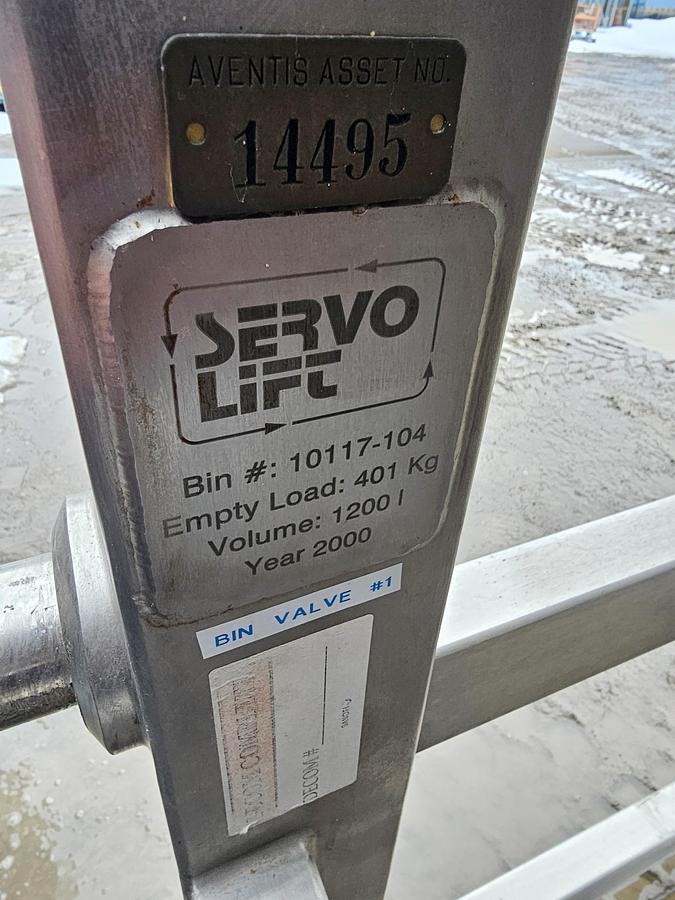 AVENTIS ASSET NO.
14495
SERVO
LIFT
Bin #: 10117-104
Empty Load: 401 Kg
Volume: 1200 l
Year 2000
BIN VALVE #1
DECOM #